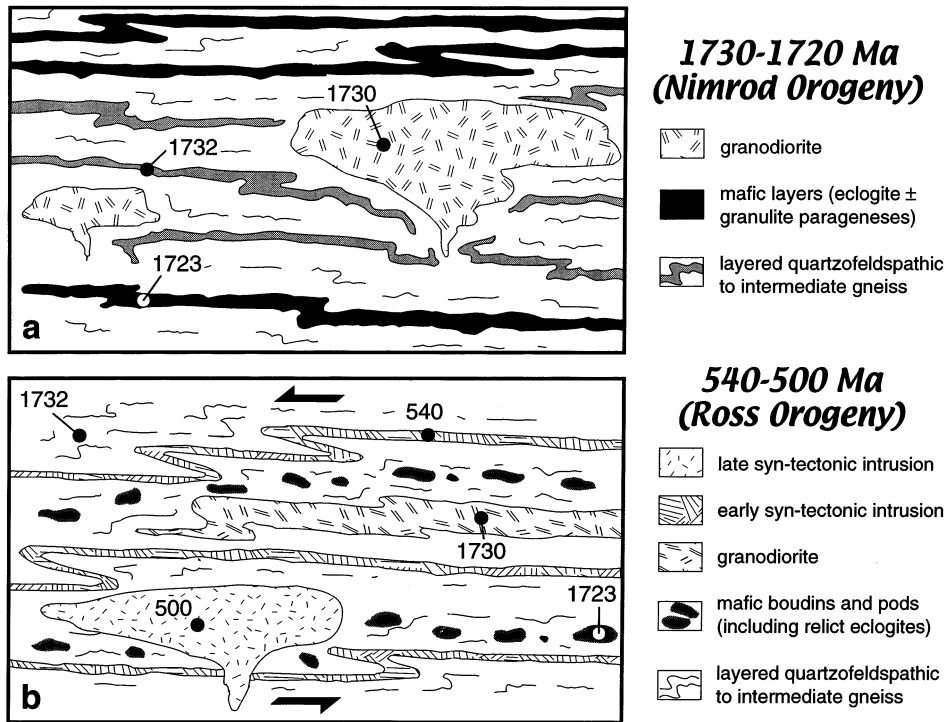 1730-1720 Ma
(Nimrod Orogeny)
granodiorite
mafic layers (eclogite ±
granulite parageneses)
layered quartzofeldspathic
to intermediate gneiss
1730
1732
1723
a
540-500 Ma
(Ross Orogeny)
late syn-tectonic intrusion
early syn-tectonic intrusion
granodiorite
mafic boudins and pods
(including relict eclogites)
layered quartzofeldspathic
to intermediate gneiss
1732
540
1730
1723
500
b